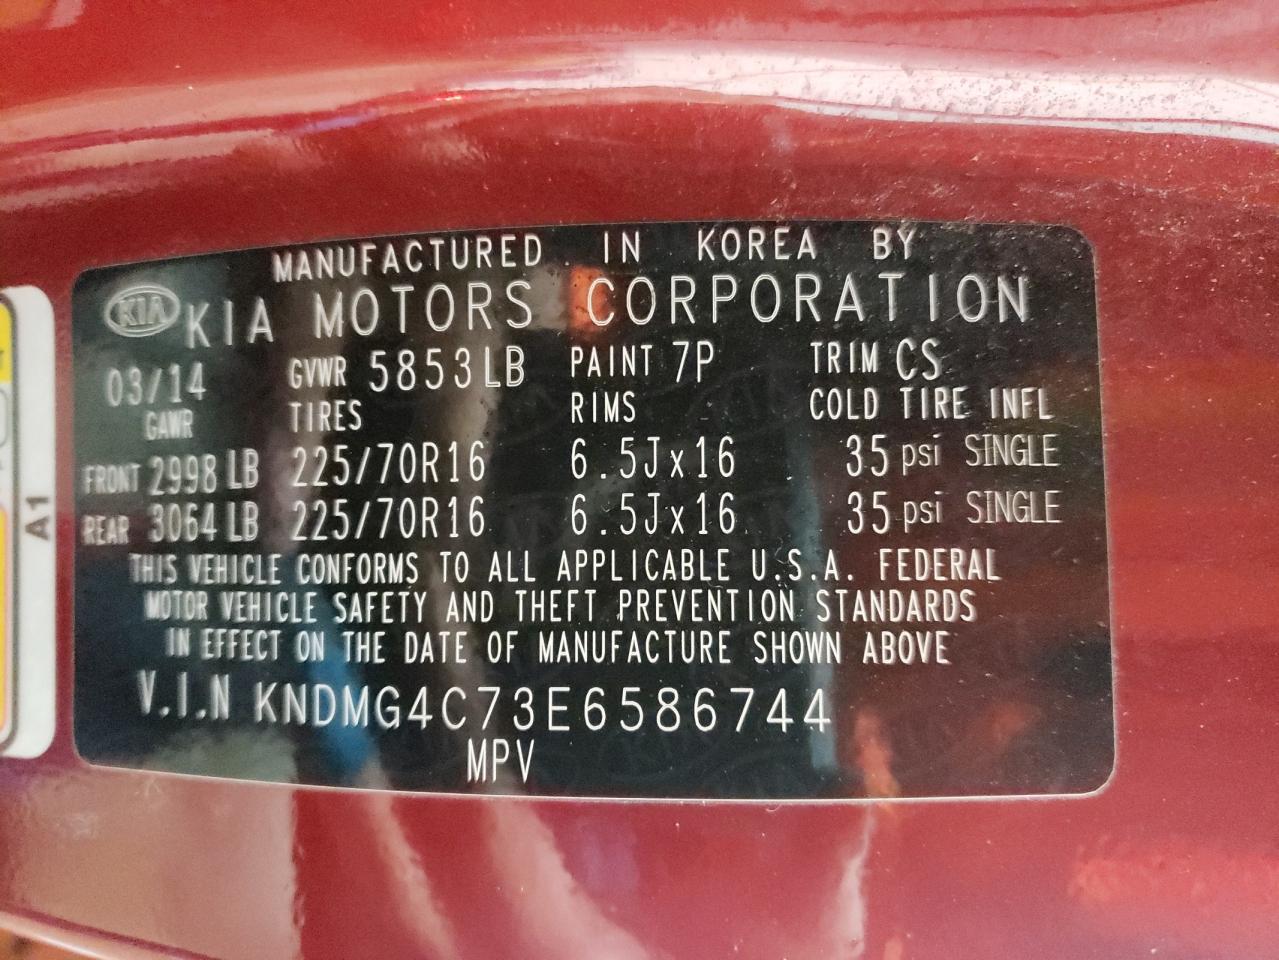 MANUFACTURED IN KOREA BY
KIA KIA MOTORS CORPORATION
03/14 GVWR 5853LB PAINT 7P TRIM CS
GAWR TIRES RIMS COLD TIRE INFL
FRONT 2998 LB 225/70R16 6.5Jx16 35 psi SINGLE
REAR 3064 LB 225/70R16 6.5Jx16 35 psi SINGLE
THIS VEHICLE CONFORMS TO ALL APPLICABLE U.S.A. FEDERAL
MOTOR VEHICLE SAFETY AND THEFT PREVENTION STANDARDS
IN EFFECT ON THE DATE OF MANUFACTURE SHOWN ABOVE
V.I.N KNDMG4C73E6586744
MPV
A1